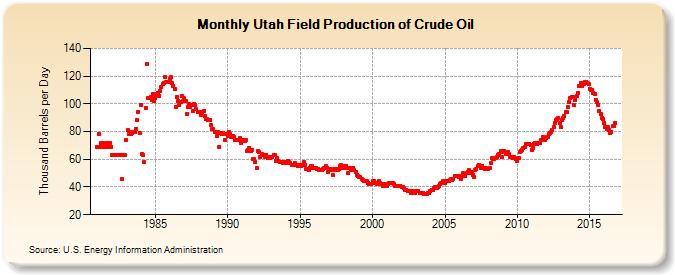 Monthly Utah Field Production of Crude Oil
Thousand Barrels per Day
140
120
100
80
60
40
20
1985 1990 1995 2000 2005 2010 2015
Source: U.S. Energy Information Administration